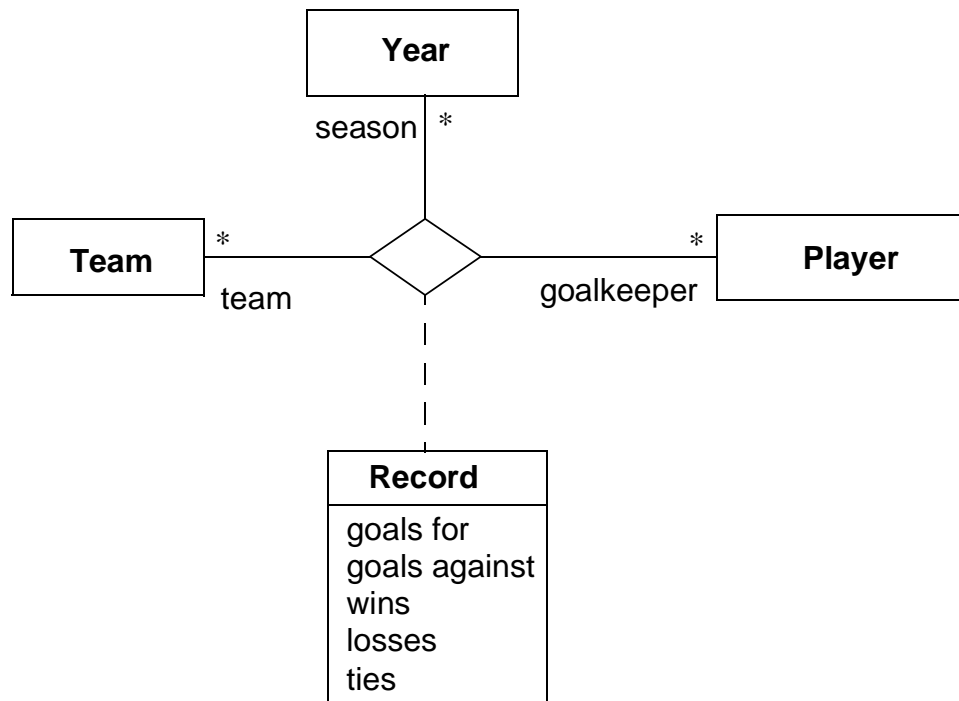 Year
season *
Team
*
team
*
goalkeeper
Player
Record
goals for
goals against
wins
losses
ties